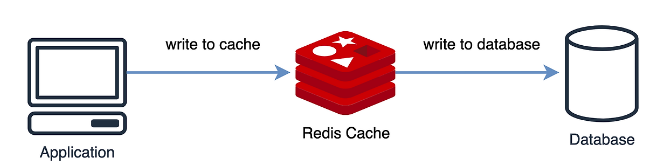 write to cache
write to database
Application
Redis Cache
Database